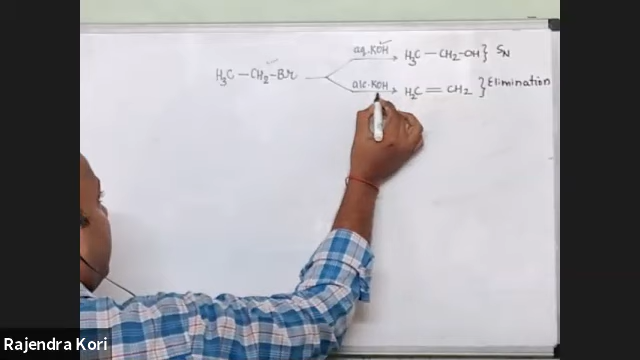 aq.KOH
H₃C — CH₂-OH} SN
H₃C — CH₂-Br
alc.KOH
H₂C = CH₂ }Elimination
Rajendra Kori